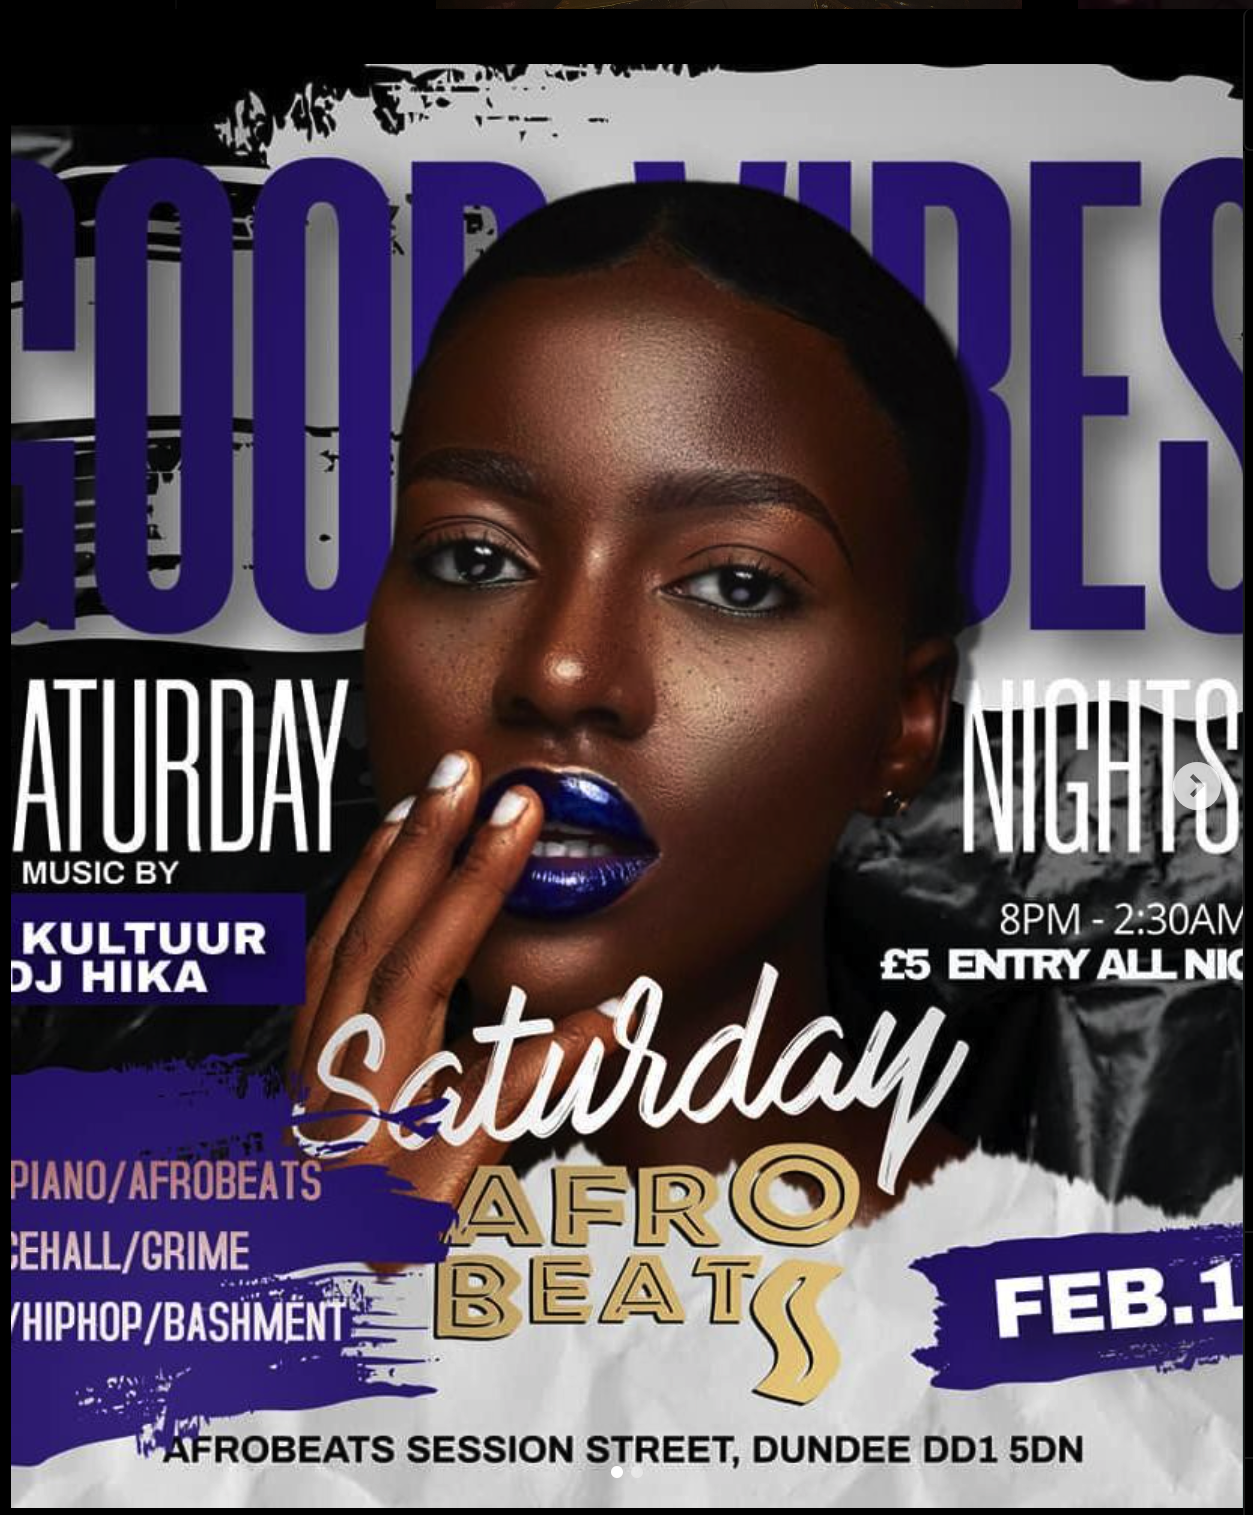 GOOD VIBES
ATURDAY
NIGHTS
MUSIC BY
KULTUUR
DJ HIKA
8PM - 2:30AM
£5 ENTRY ALL NIG
Saturday
AFRO
BEATS
PIANO/AFROBEATS
CEHALL/GRIME
/HIPHOP/BASHMENT
FEB.1
AFROBEATS SESSION STREET, DUNDEE DD1 5DN